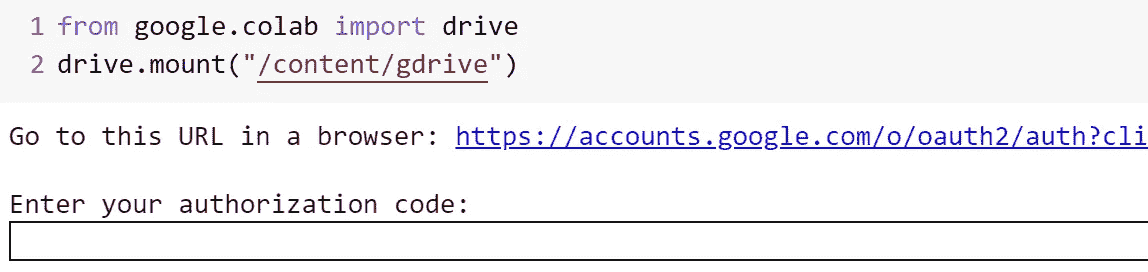 1 from google.colab import drive
2 drive.mount("/content/gdrive")
Go to this URL in a browser: https://accounts.google.com/o/oauth2/auth?cli
Enter your authorization code: